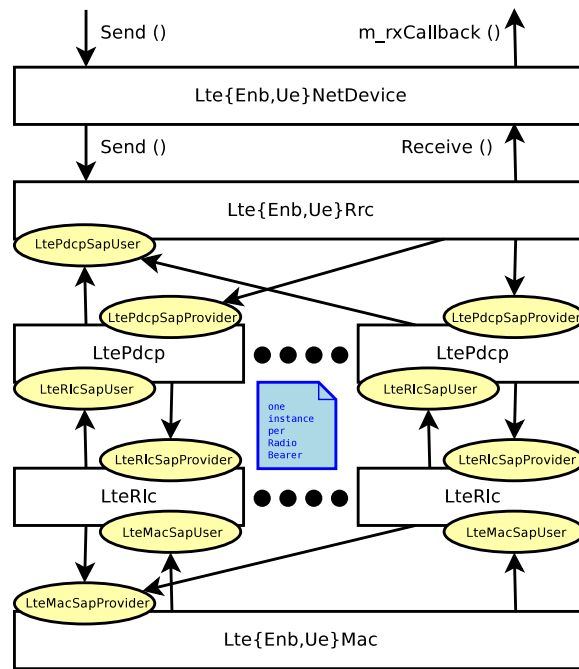 Send ()
m_rxCallback ()
Lte{Enb,Ue}NetDevice
Send ()
Receive ()
Lte{Enb,Ue}Rrc
LtePdcpSapUser
LtePdcpSapProvider
LtePdcpSapProvider
LtePdcp
LtePdcp
LteRlcSapUser
LteRlcSapUser
one
instance
per
Radio
Bearer
LteRlcSapProvider
LteRlcSapProvider
LteRlc
LteRlc
LteMacSapUser
LteMacSapUser
LteMacSapProvider
Lte{Enb,Ue}Mac